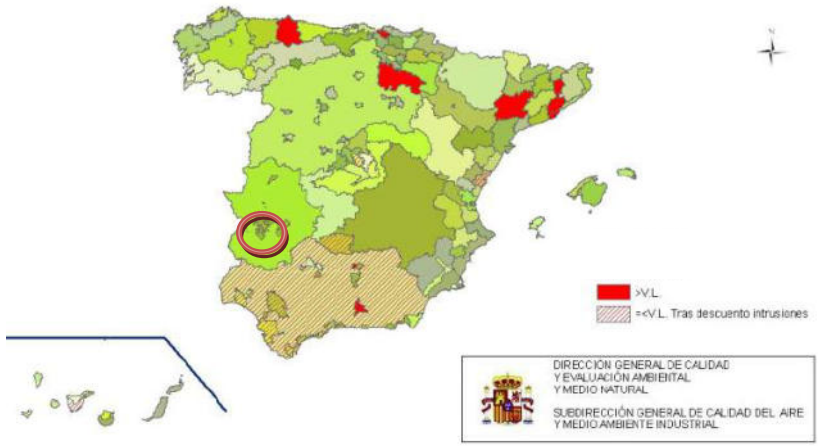 N
>V.L.
=<V.L. Tras descuento intrusiones
DIRECCIÓN GENERAL DE CALIDAD
Y EVALUACIÓN AMBIENTAL
Y MEDIO NATURAL
SUBDIRECCIÓN GENERAL DE CALIDAD DEL AIRE
Y MEDIO AMBIENTE INDUSTRIAL